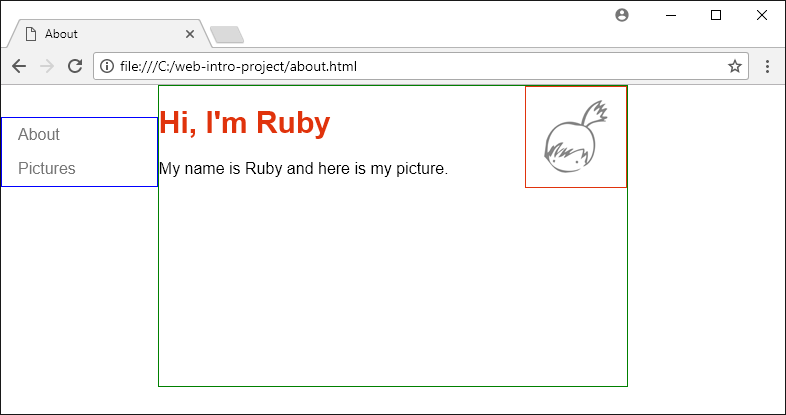 About
file:///C:/web-intro-project/about.html
About
Pictures
Hi, I'm Ruby
My name is Ruby and here is my picture.